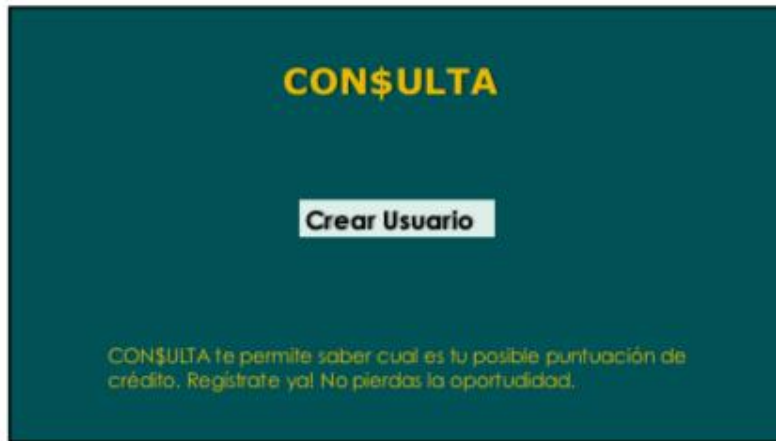 CON$ULTA
Crear Usuario
CON$ULTA te permite saber cual es tu posible puntuación de
crédito. Regístrate ya! No pierdas la oportudidad.